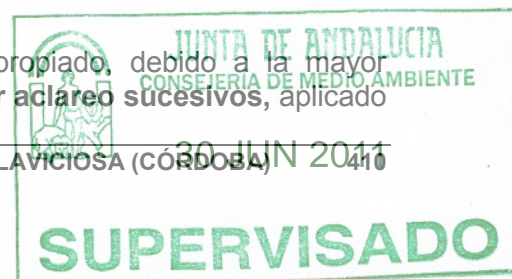 JUNTA DE ANDALUCIA
propiado, debido a la mayor
CONSEJERÍA DE MEDIO AMBIENTE
r aclareo sucesivos, aplicado
LAVICIOSA (CÓRDOBA) 410
30 JUN 2011
SUPERVISADO